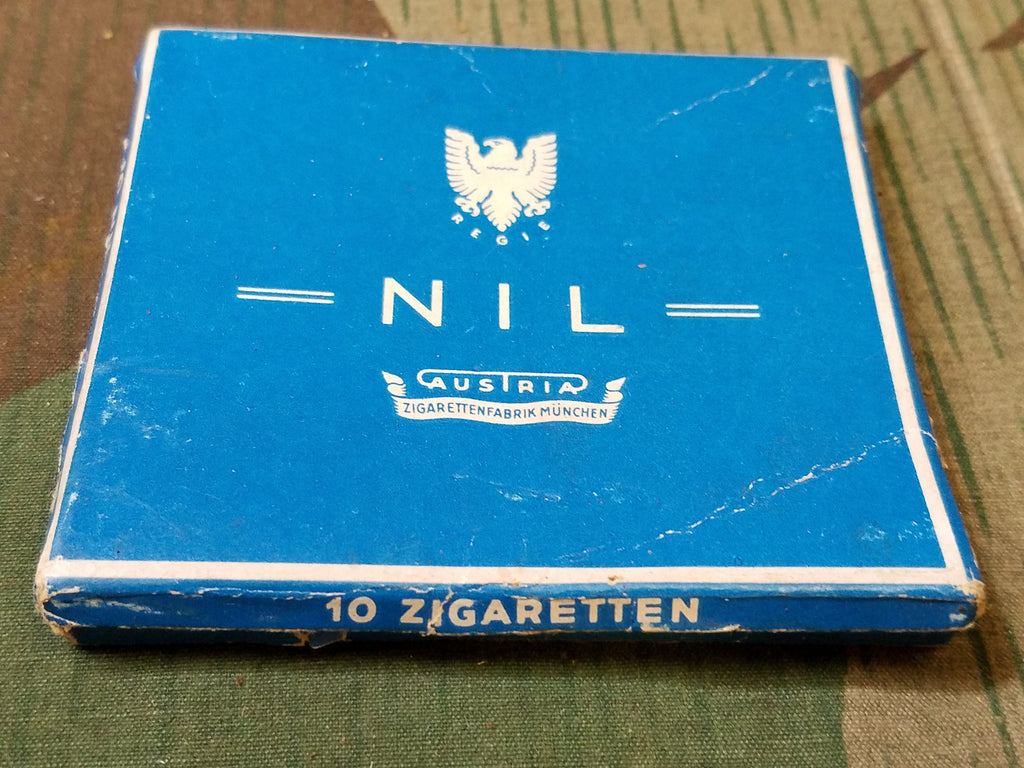 REGIE
NIL
AUSTRIA
ZIGARETTENFABRIK MÜNCHEN
10 ZIGARETTEN